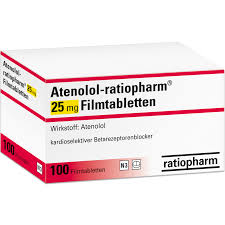 Atenolol-
ratiopharm®
25 mg Filmtabletten
Wirkstoff: Atenolol
kardioselektiver Betarezeptorenblocker
100 Filmtabletten
N3
ratiopharm
Atenolol-ratiopharm®
25 mg Filmtabletten
100